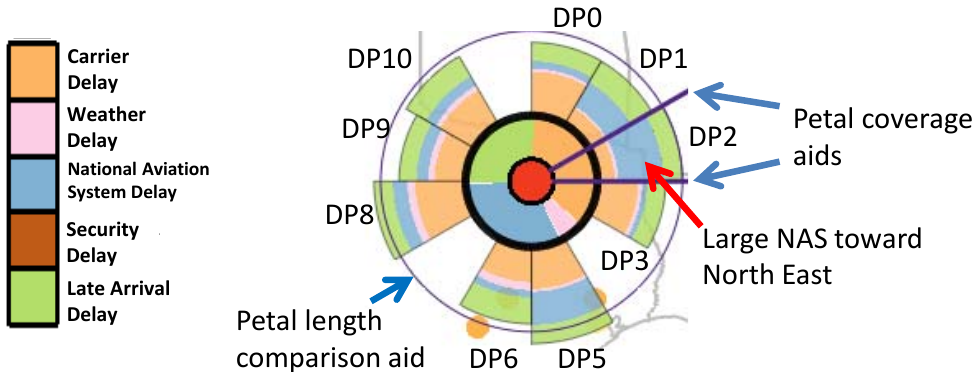 Carrier
Delay
Weather
Delay
National Aviation
System Delay
Security
Delay
Late Arrival
Delay
DP0
DP1
DP2
DP3
DP5
DP6
DP8
DP9
DP10
Petal coverage
aids
Large NAS toward
North East
Petal length
comparison aid